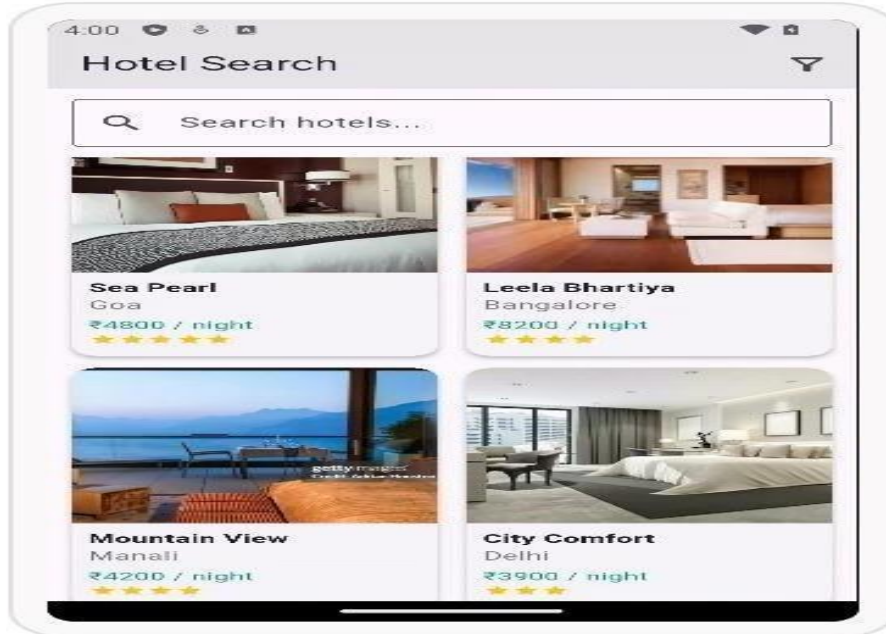 4:00
Hotel Search
Search hotels...
Sea Pearl
Goa
₹4800 / night
Leela Bhartiya
Bangalore
₹8200 / night
gettyimages
Mountain View
Manali
₹4200 / night
City Comfort
Delhi
₹3900 / night